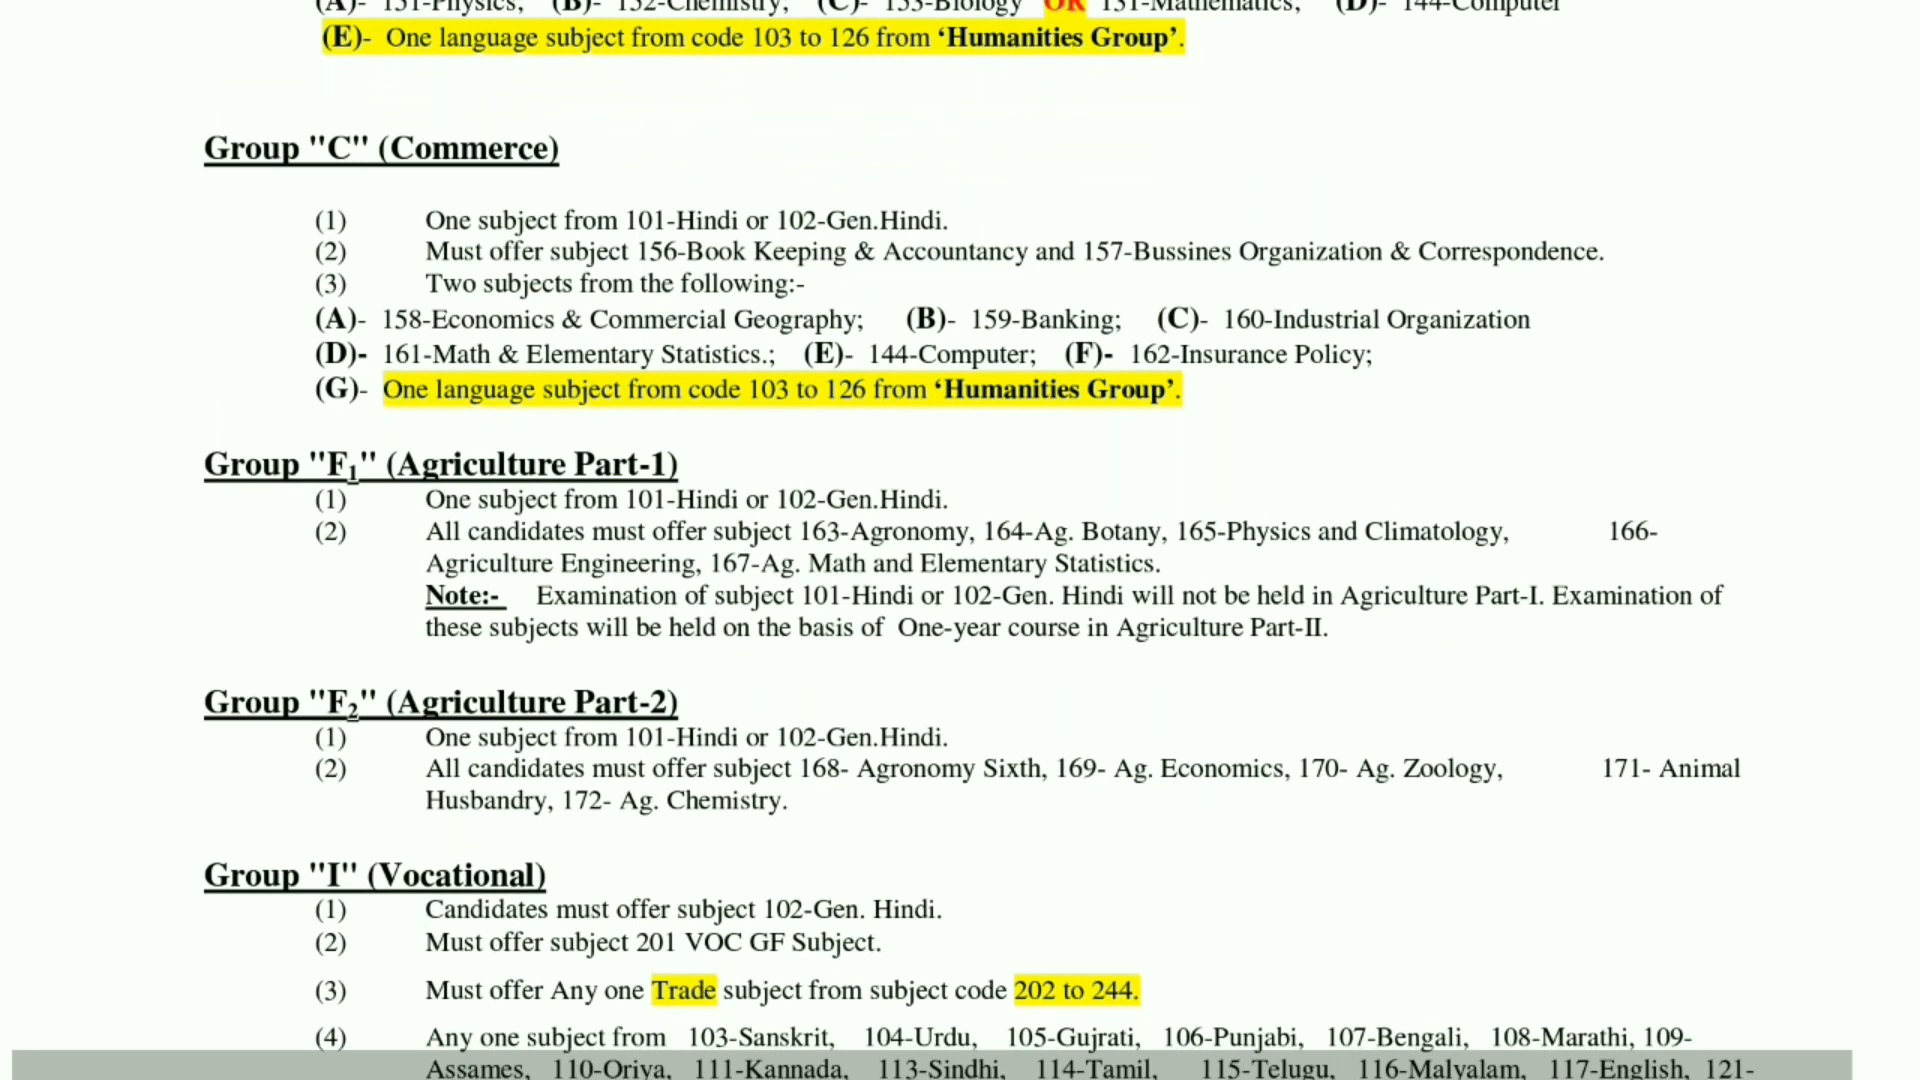 (A)- 151-Physics; (B)- 152-Chemistry; (C)- 153-Biology OR 131-Mathematics; (D)- 144-Computer
(E)- One language subject from code 103 to 126 from ‘Humanities Group’.
Group "C" (Commerce)
(1) One subject from 101-Hindi or 102-Gen.Hindi.
(2) Must offer subject 156-Book Keeping & Accountancy and 157-Bussines Organization & Correspondence.
(3) Two subjects from the following:-
(A)- 158-Economics & Commercial Geography; (B)- 159-Banking; (C)- 160-Industrial Organization
(D)- 161-Math & Elementary Statistics.; (E)- 144-Computer; (F)- 162-Insurance Policy;
(G)- One language subject from code 103 to 126 from ‘Humanities Group’.
Group "F1" (Agriculture Part-1)
(1) One subject from 101-Hindi or 102-Gen.Hindi.
(2) All candidates must offer subject 163-Agronomy, 164-Ag. Botany, 165-Physics and Climatology, 166-
Agriculture Engineering, 167-Ag. Math and Elementary Statistics.
Note:- Examination of subject 101-Hindi or 102-Gen. Hindi will not be held in Agriculture Part-I. Examination of
these subjects will be held on the basis of One-year course in Agriculture Part-II.
Group "F2" (Agriculture Part-2)
(1) One subject from 101-Hindi or 102-Gen.Hindi.
(2) All candidates must offer subject 168- Agronomy Sixth, 169- Ag. Economics, 170- Ag. Zoology, 171- Animal
Husbandry, 172- Ag. Chemistry.
Group "I" (Vocational)
(1) Candidates must offer subject 102-Gen. Hindi.
(2) Must offer subject 201 VOC GF Subject.
(3) Must offer Any one Trade subject from subject code 202 to 244.
(4) Any one subject from 103-Sanskrit, 104-Urdu, 105-Gujrati, 106-Punjabi, 107-Bengali, 108-Marathi, 109-
Assames, 110-Oriya, 111-Kannada, 113-Sindhi, 114-Tamil, 115-Telugu, 116-Malyalam, 117-English, 121-